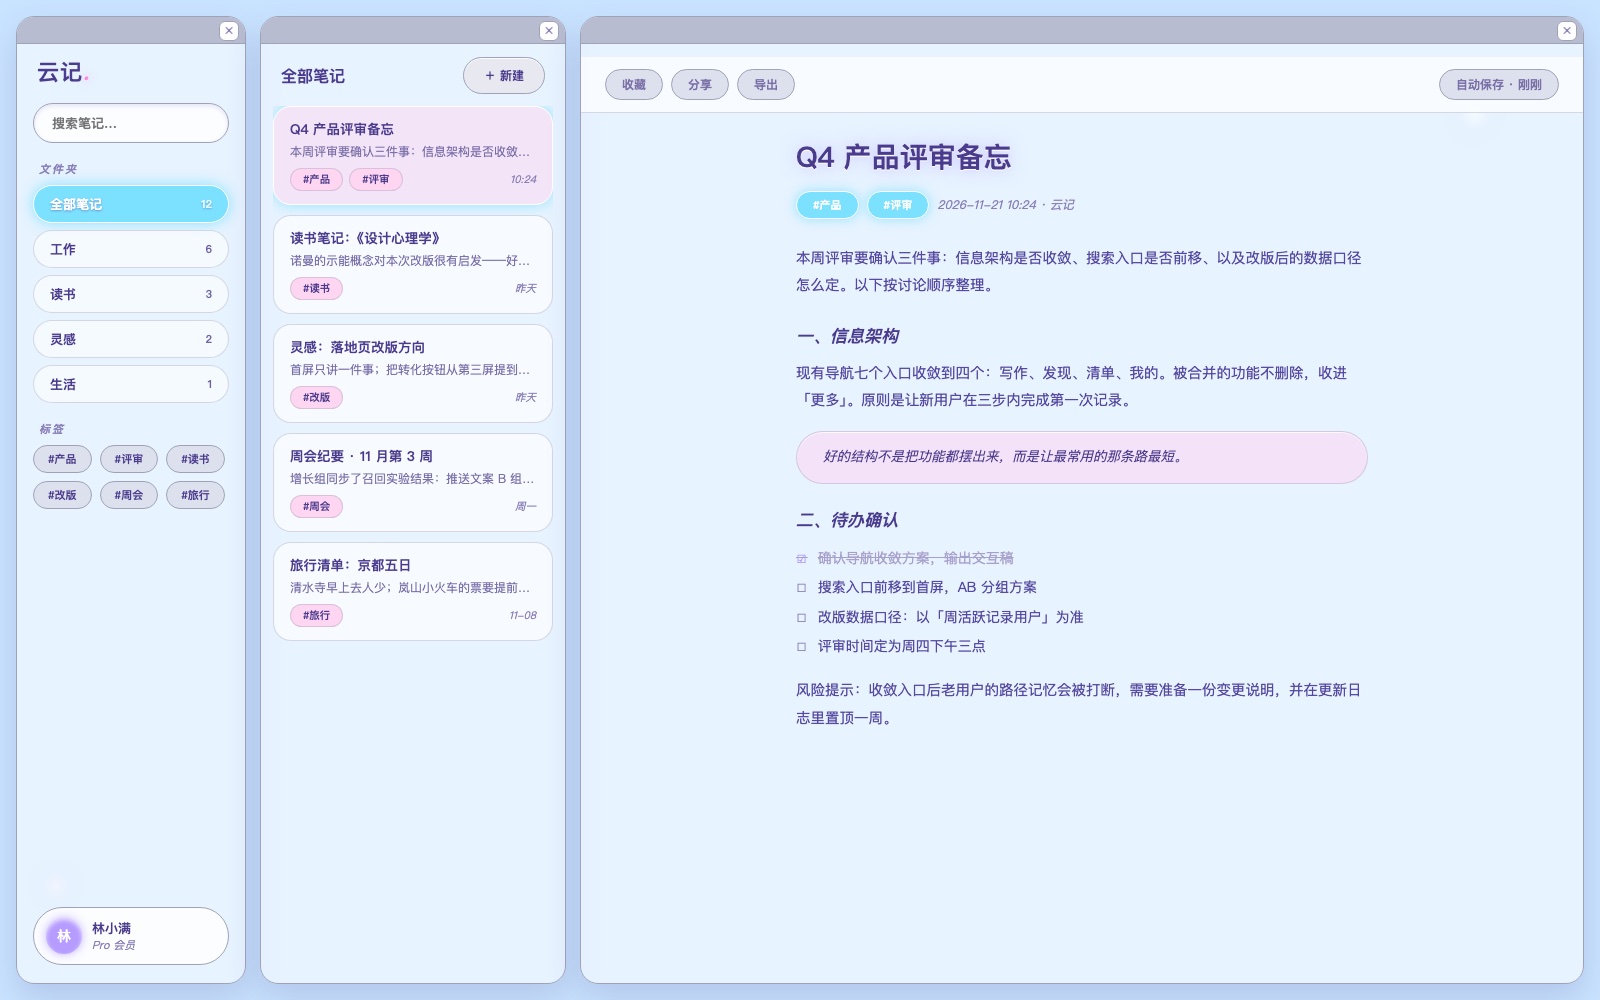 云记.
搜索笔记...
文件夹
全部笔记 12
工作 6
读书 3
灵感 2
生活 1
标签
#产品 #评审 #读书
#改版 #周会 #旅行
林
林小满
Pro 会员
全部笔记
+ 新建
Q4 产品评审备忘
本周评审要确认三件事：信息架构是否收敛...
#产品 #评审 10:24
读书笔记：《设计心理学》
诺曼的示能概念对本次改版很有启发——好...
#读书 昨天
灵感：落地页改版方向
首屏只讲一件事；把转化按钮从第三屏提到...
#改版 昨天
周会纪要 · 11 月第 3 周
增长组同步了召回实验结果：推送文案 B 组...
#周会 周一
旅行清单：京都五日
清水寺早上去人少；岚山小火车的票要提前...
#旅行 11-08
收藏 分享 导出 自动保存 · 刚刚
Q4 产品评审备忘
#产品 #评审 2026-11-21 10:24 · 云记
本周评审要确认三件事：信息架构是否收敛、搜索入口是否前移、以及改版后的数据口径
怎么定。以下按讨论顺序整理。
一、信息架构
现有导航七个入口收敛到四个：写作、发现、清单、我的。被合并的功能不删除，收进
「更多」。原则是让新用户在三步内完成第一次记录。
好的结构不是把功能都摆出来，而是让最常用的那条路最短。
二、待办确认
☑ 确认导航收敛方案，输出交互稿
☐ 搜索入口前移到首屏，AB 分组方案
☐ 改版数据口径：以「周活跃记录用户」为准
☐ 评审时间定为周四下午三点
风险提示：收敛入口后老用户的路径记忆会被打断，需要准备一份变更说明，并在更新日
志里置顶一周。